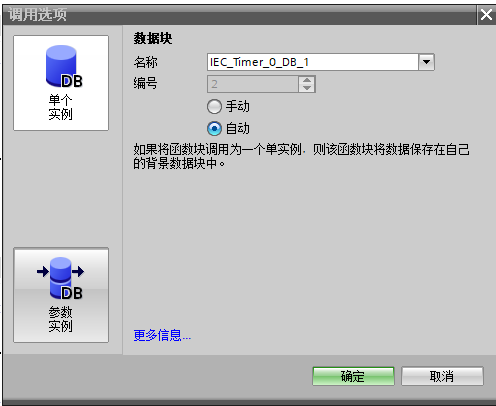 调用选项
DB
单个
实例
DB
参数
实例
数据块
名称
IEC_Timer_0_DB_1
编号
2
手动
自动
如果将函数块调用为一个单实例，则该函数块将数据保存在自己
的背景数据块中。
更多信息...
确定
取消